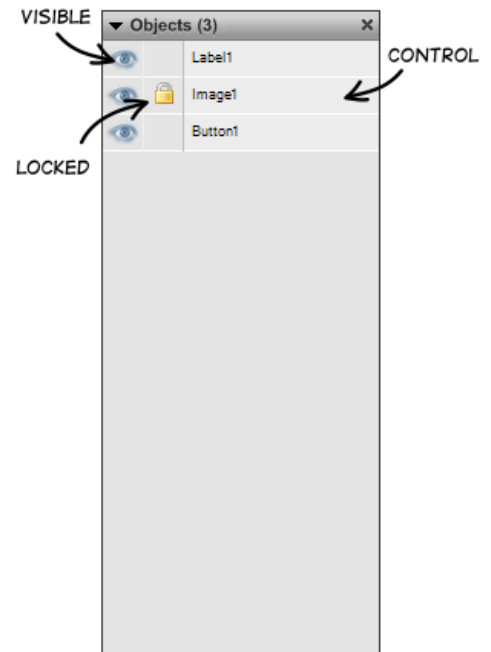 VISIBLE
Objects (3)
Label1
CONTROL
Image1
Button1
LOCKED